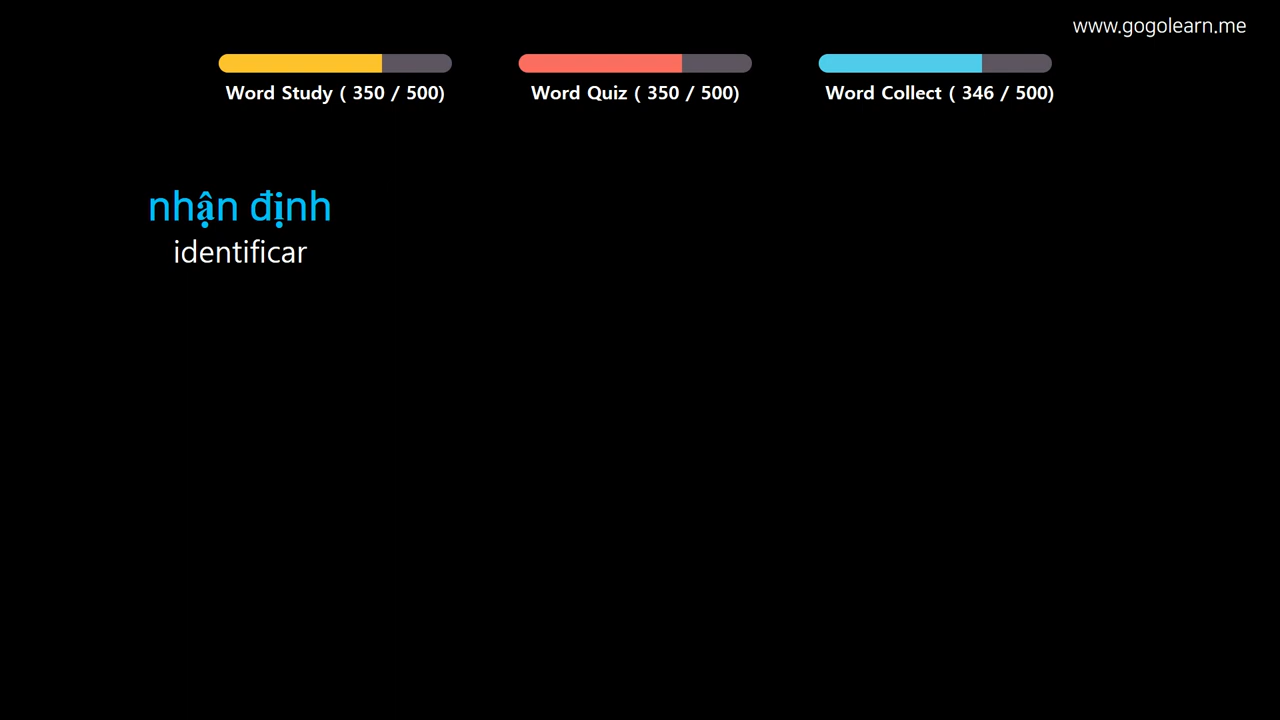 www.gogolearn.me
Word Study ( 350 / 500)
Word Quiz ( 350 / 500)
Word Collect ( 346 / 500)
nhận định
identificar